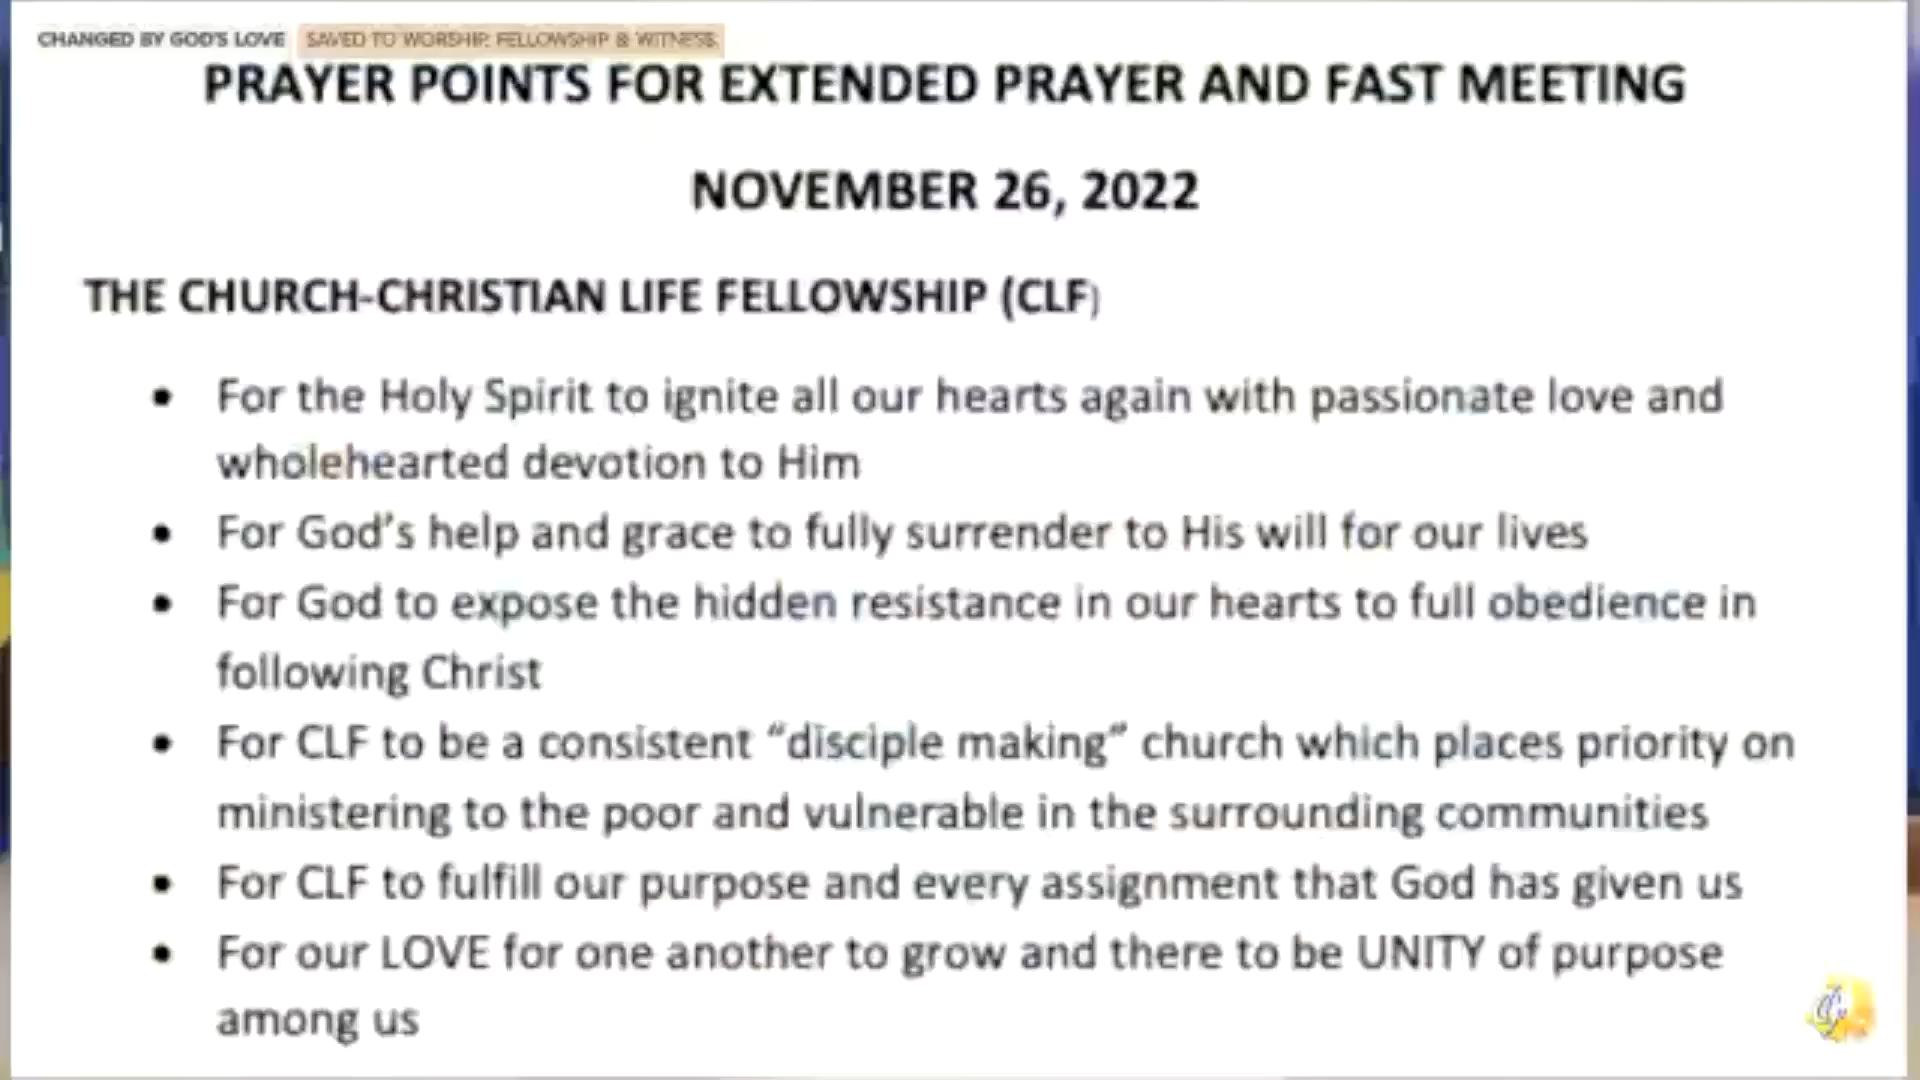 CHANGED BY GOD'S LOVE SAVED TO WORSHIP, FELLOWSHIP & WITNESS
PRAYER POINTS FOR EXTENDED PRAYER AND FAST MEETING
NOVEMBER 26, 2022
THE CHURCH-CHRISTIAN LIFE FELLOWSHIP (CLF)
• For the Holy Spirit to ignite all our hearts again with passionate love and
wholehearted devotion to Him
• For God's help and grace to fully surrender to His will for our lives
• For God to expose the hidden resistance in our hearts to full obedience in
following Christ
• For CLF to be a consistent “disciple making” church which places priority on
ministering to the poor and vulnerable in the surrounding communities
• For CLF to fulfill our purpose and every assignment that God has given us
• For our LOVE for one another to grow and there to be UNITY of purpose
among us